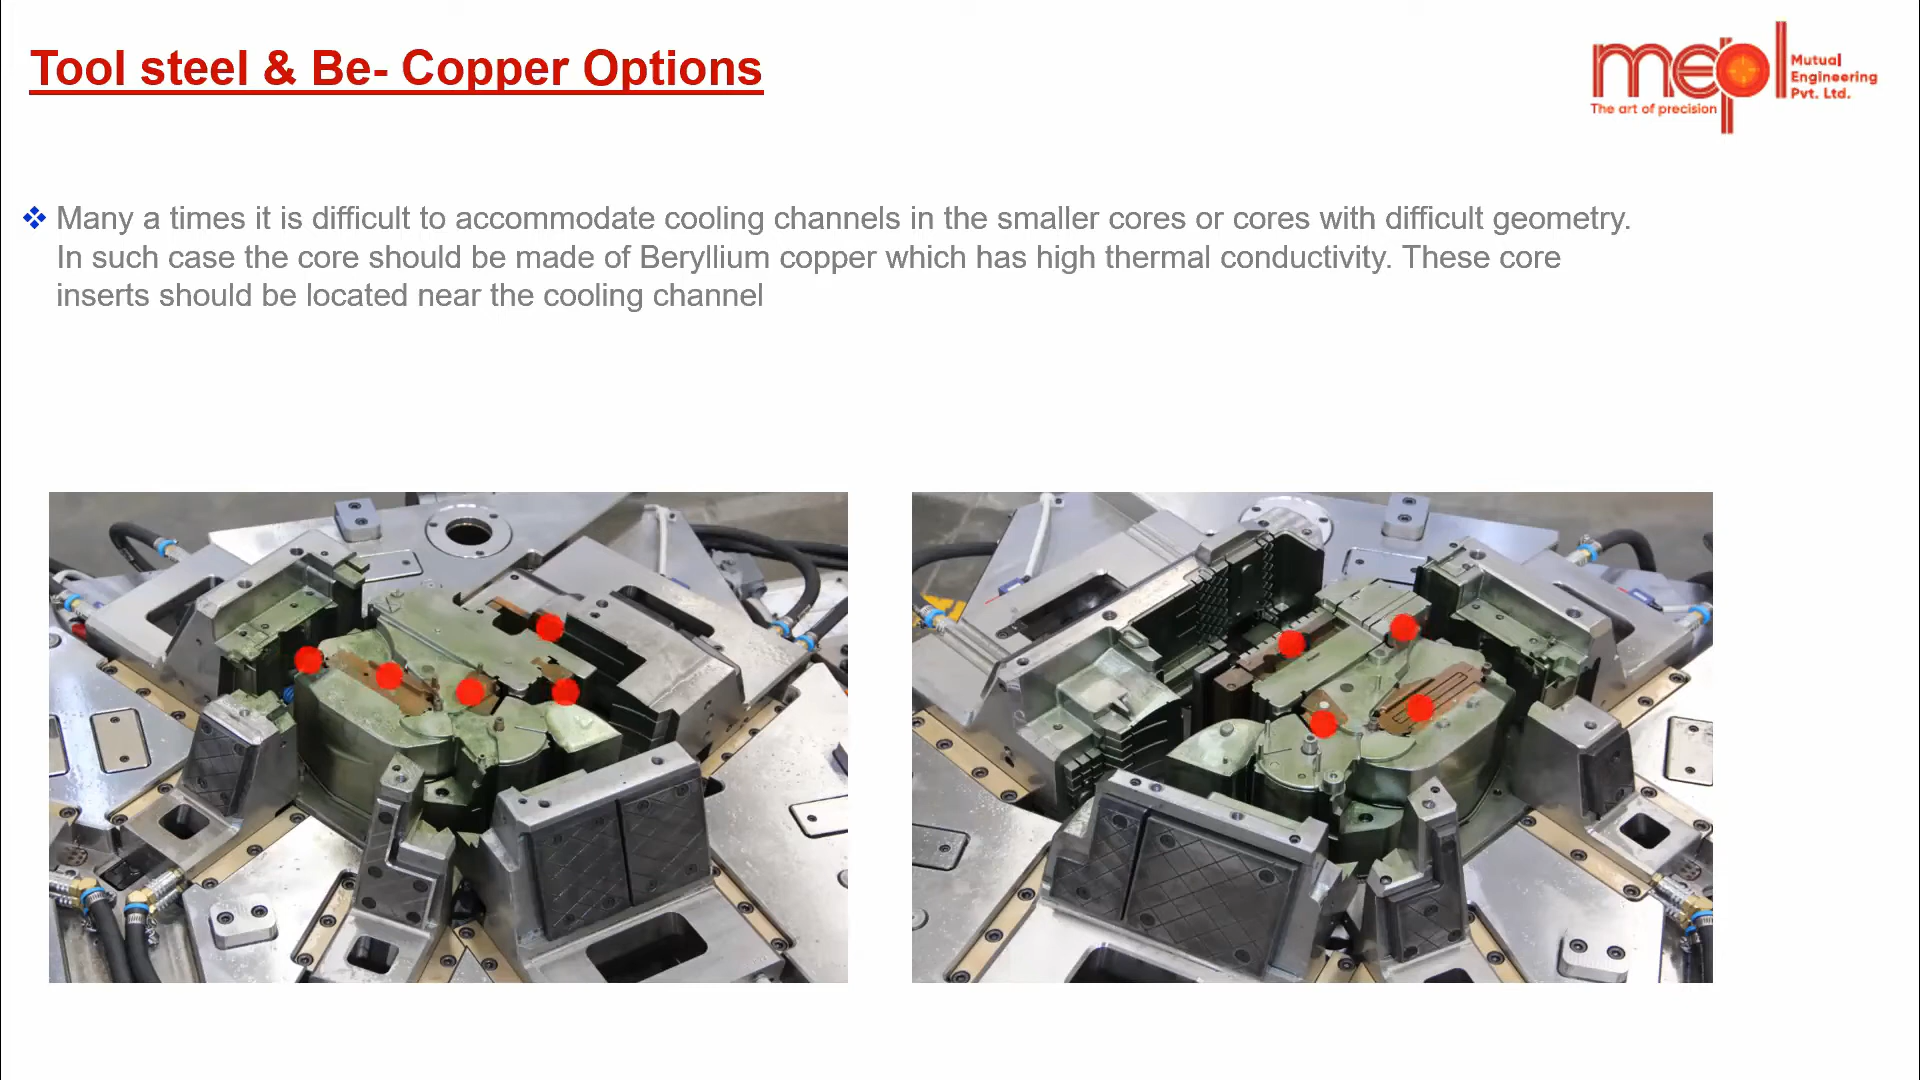 Tool steel & Be- Copper Options
mepl
Mutual
Engineering
Pvt. Ltd.
The art of precision
Many a times it is difficult to accommodate cooling channels in the smaller cores or cores with difficult geometry.
In such case the core should be made of Beryllium copper which has high thermal conductivity. These core
inserts should be located near the cooling channel